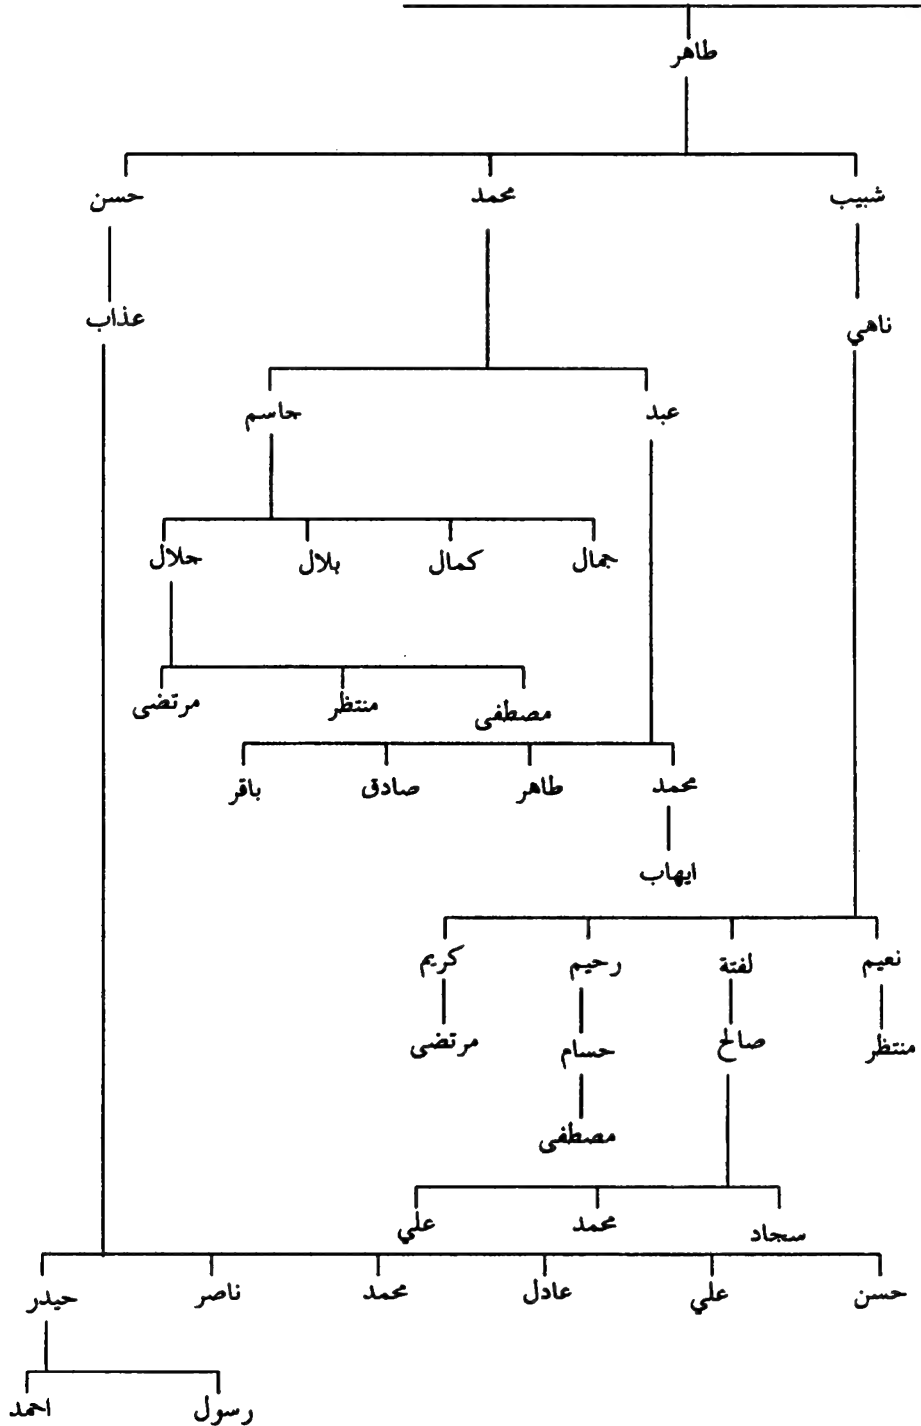 طاهر
شبيب محمد حسن
ناهي عذاب
عبد جاسم
جمال كمال بلال جلال
مصطفى منتظر مرتضى
محمد طاهر صادق باقر
ايهاب
نعيم لفتة رحيم كريم
منتظر صالح حسام مرتضى
مصطفى
سجاد محمد علي
حسن علي عادل محمد ناصر حيدر
رسول احمد